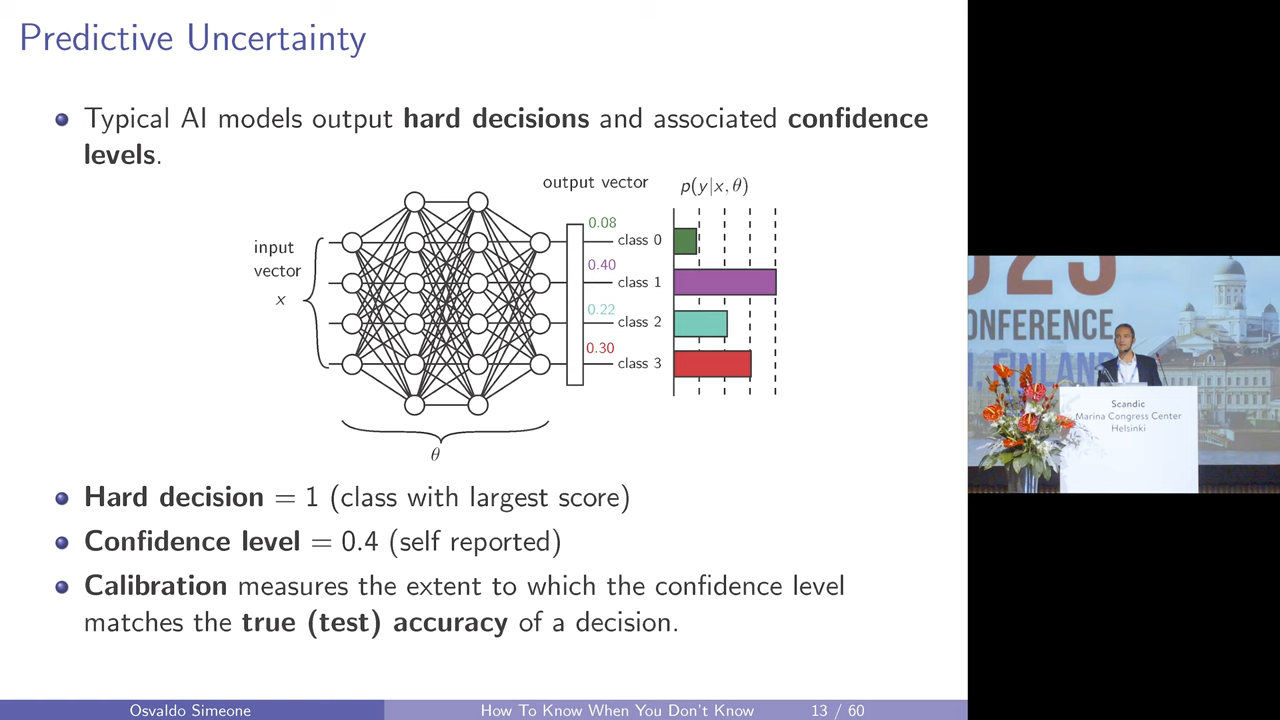 Predictive Uncertainty
Typical AI models output hard decisions and associated confidence
levels.
output vector
p(y|x, θ)
input
vector
x
0.08
class 0
0.40
class 1
0.22
class 2
0.30
class 3
θ
Hard decision = 1 (class with largest score)
Confidence level = 0.4 (self reported)
Calibration measures the extent to which the confidence level
matches the true (test) accuracy of a decision.
Osvaldo Simeone
How To Know When You Don't Know
13 / 60
2023
ONFERENCE
, FINLAND
Scandic
Marina Congress Center
Helsinki